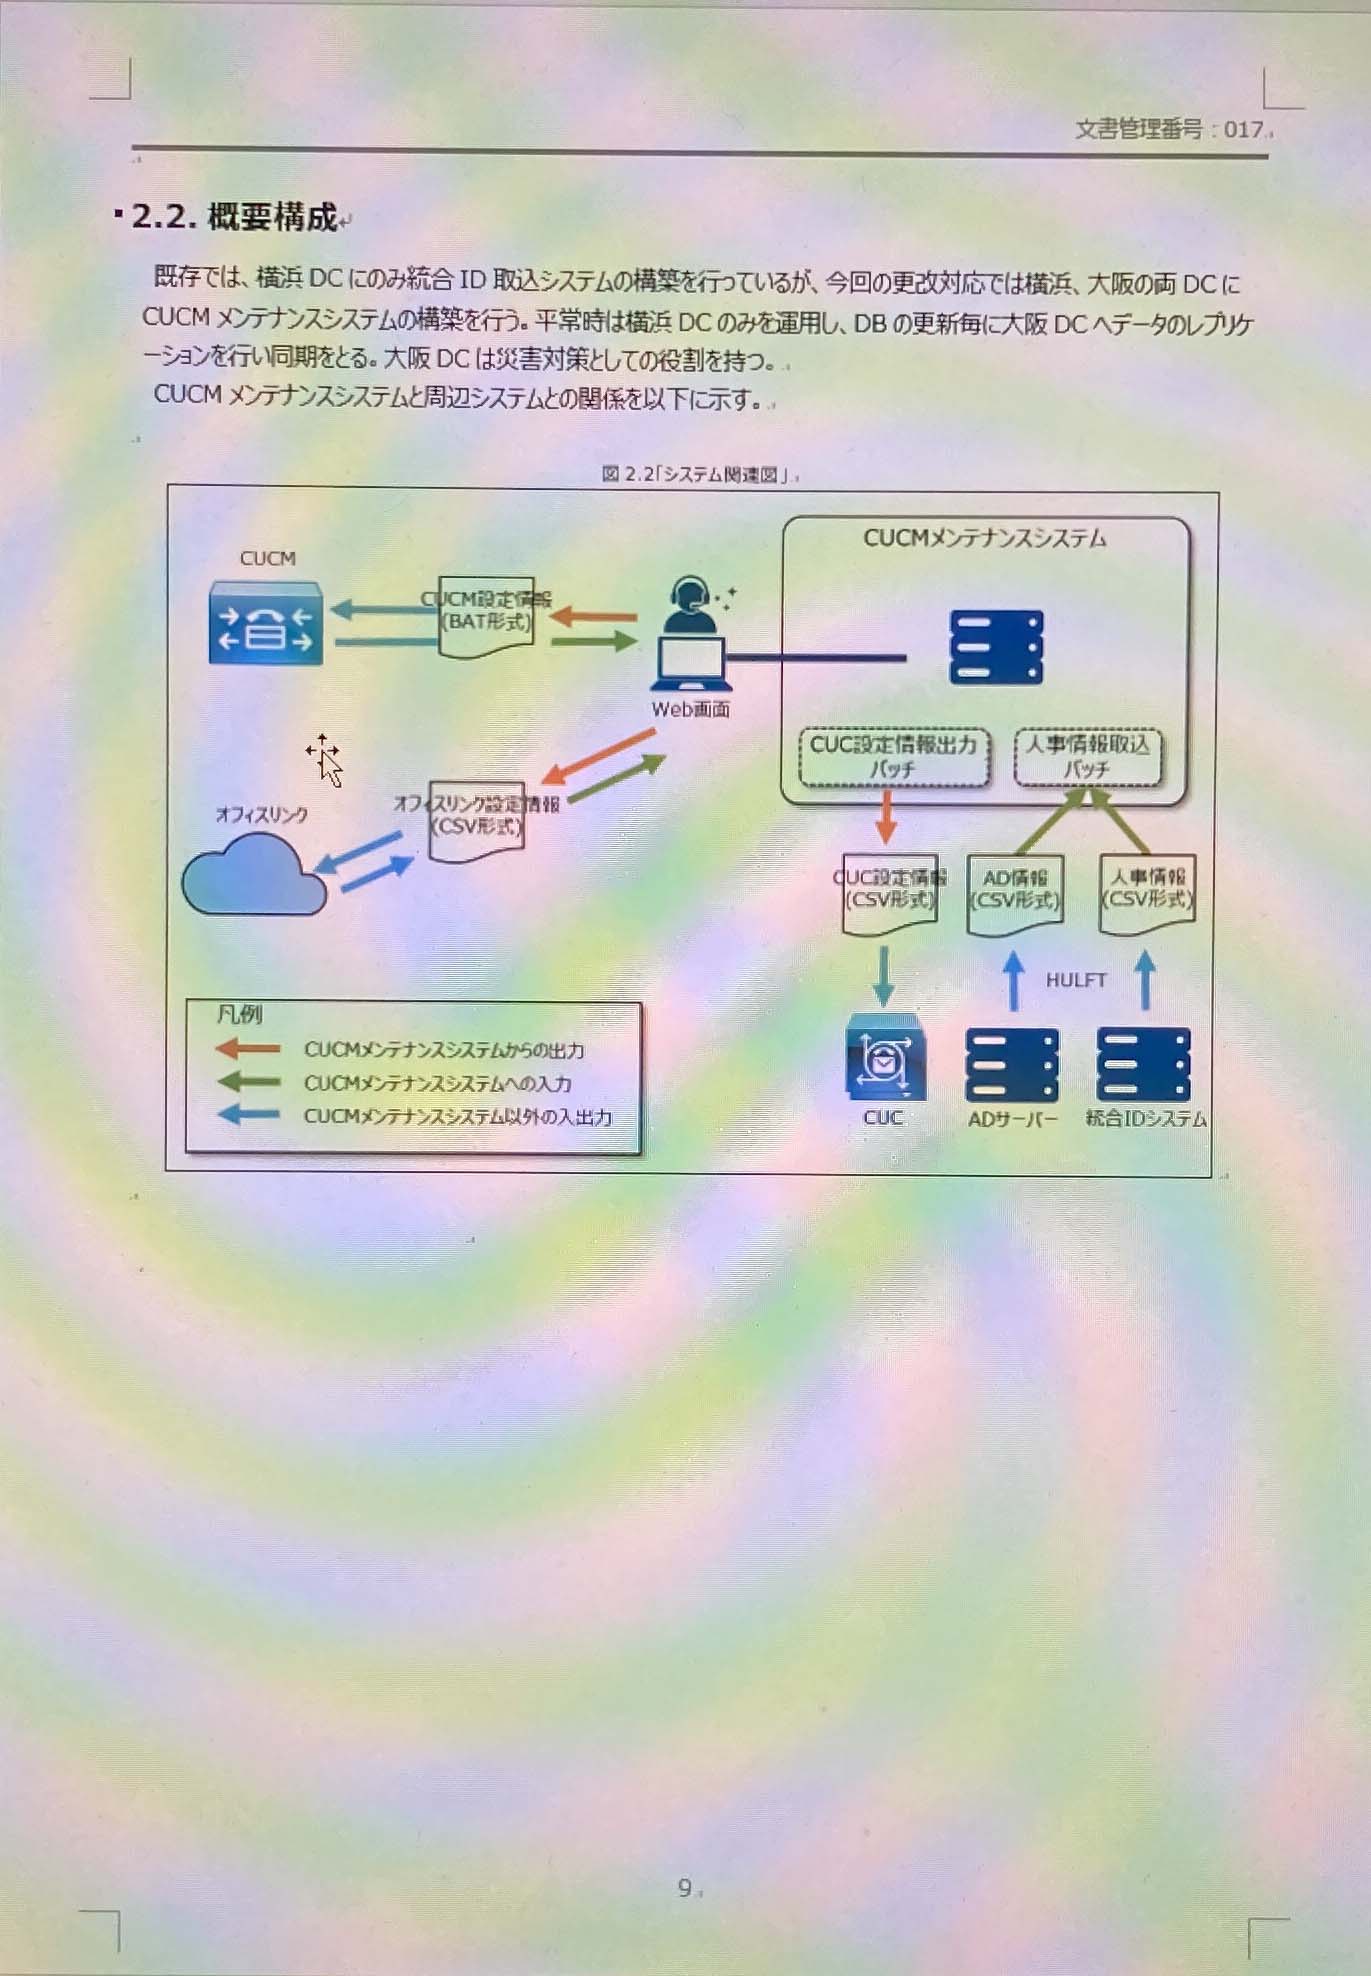 文書管理番号：017
2.2. 概要構成
既存では、横浜 DC にのみ統合 ID 取込システムの構築を行っているが、今回の更改対応では横浜、大阪の両 DC に
CUCM メンテナンスシステムの構築を行う。平常時は横浜 DC のみを運用し、DB の更新毎に大阪 DC へデータのレプリケ
ーションを行い同期をとる。大阪 DC は災害対策としての役割を持つ。
CUCM メンテナンスシステムと周辺システムとの関係を以下に示す。
図 2.2「システム関連図」
CUCMメンテナンスシステム
CUCM
CUCM設定情報
(BAT形式)
Web画面
CUC設定情報出力
バッチ
人事情報取込
バッチ
オフィスリンク
オフィスリンク設定情報
(CSV形式)
CUC設定情報
(CSV形式)
AD情報
(CSV形式)
人事情報
(CSV形式)
HULFT
凡例
CUCMメンテナンスシステムからの出力
CUCMメンテナンスシステムへの入力
CUCMメンテナンスシステム以外の入出力
CUC
ADサーバー
統合IDシステム
9